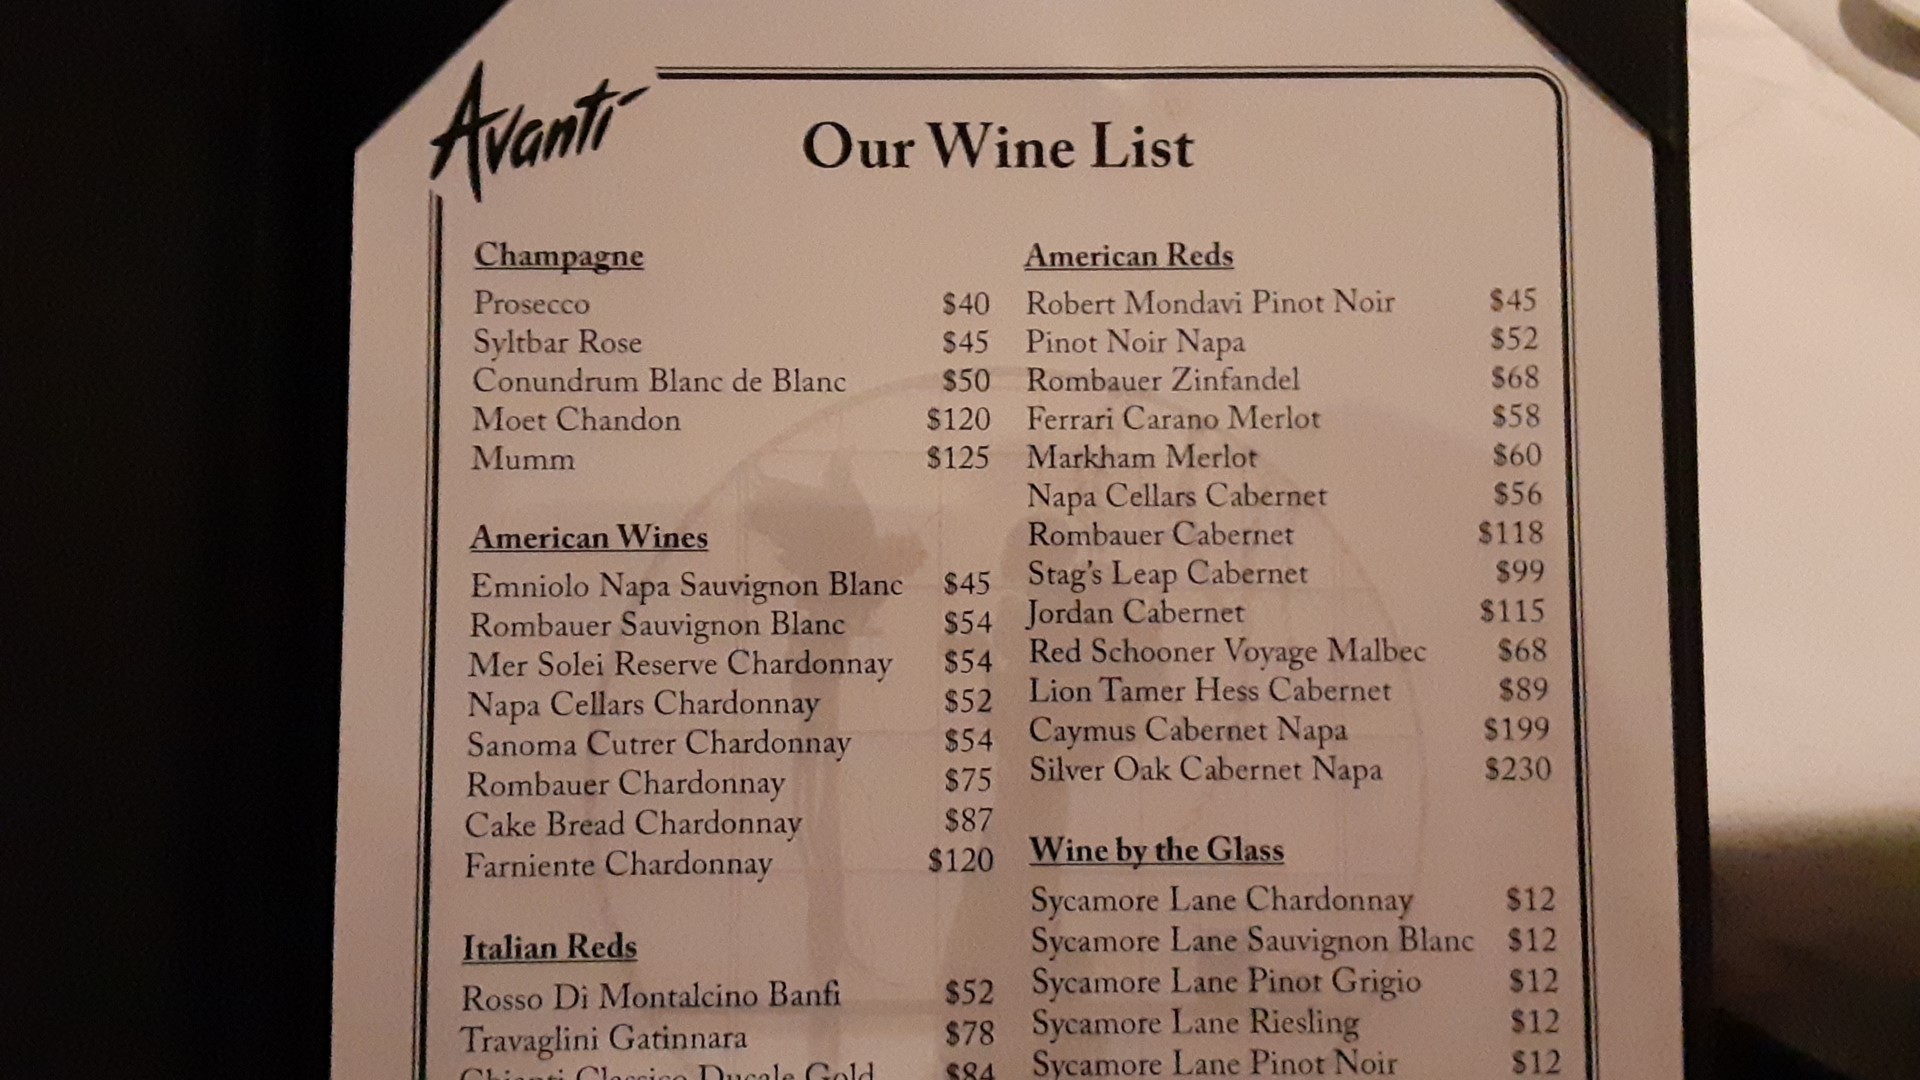 Avanti
Our Wine List
Champagne
Prosecco $40
Syltbar Rose $45
Conundrum Blanc de Blanc $50
Moet Chandon $120
Mumm $125
American Wines
Emniolo Napa Sauvignon Blanc $45
Rombauer Sauvignon Blanc $54
Mer Solei Reserve Chardonnay $54
Napa Cellars Chardonnay $52
Sanoma Cutrer Chardonnay $54
Rombauer Chardonnay $75
Cake Bread Chardonnay $87
Farniente Chardonnay $120
Italian Reds
Rosso Di Montalcino Banfi $52
Travaglini Gatinnara $78
Chianti Classico Ducale Gold $84
American Reds
Robert Mondavi Pinot Noir $45
Pinot Noir Napa $52
Rombauer Zinfandel $68
Ferrari Carano Merlot $58
Markham Merlot $60
Napa Cellars Cabernet $56
Rombauer Cabernet $118
Stag's Leap Cabernet $99
Jordan Cabernet $115
Red Schooner Voyage Malbec $68
Lion Tamer Hess Cabernet $89
Caymus Cabernet Napa $199
Silver Oak Cabernet Napa $230
Wine by the Glass
Sycamore Lane Chardonnay $12
Sycamore Lane Sauvignon Blanc $12
Sycamore Lane Pinot Grigio $12
Sycamore Lane Riesling $12
Sycamore Lane Pinot Noir $12